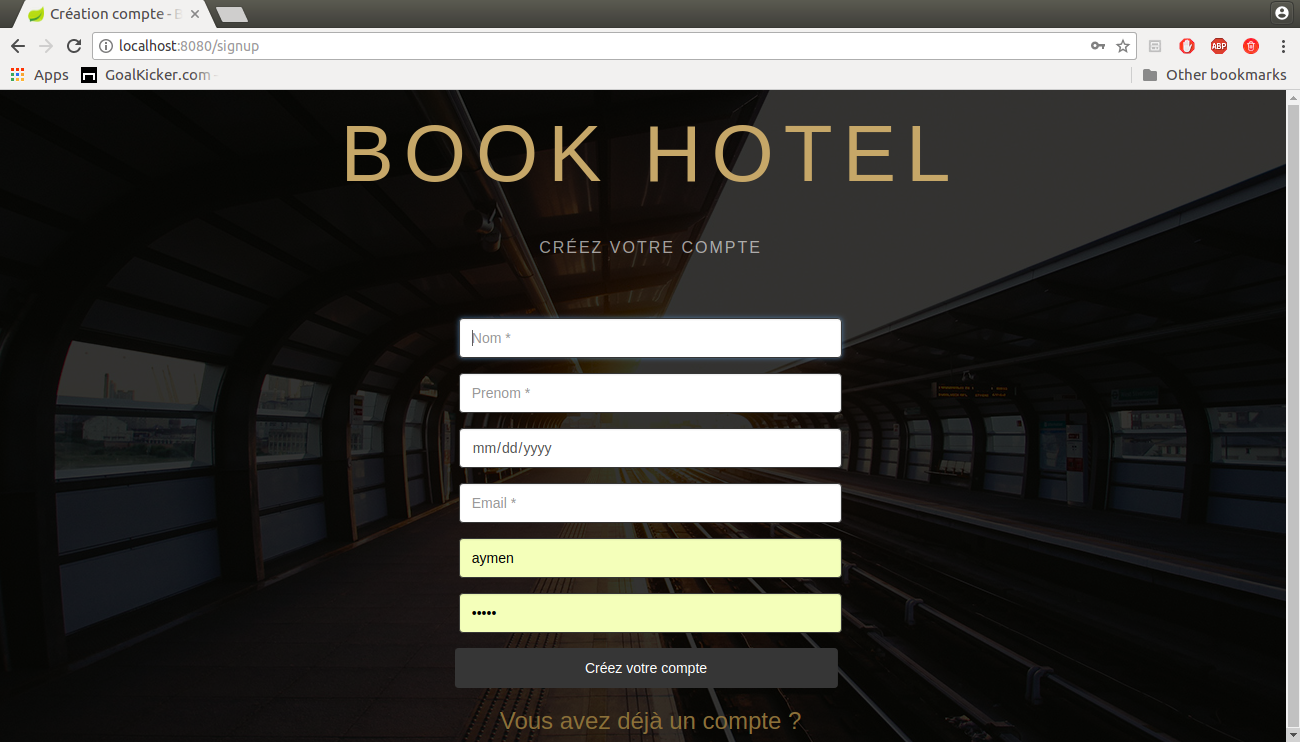 Création compte - B
localhost:8080/signup
ABP
Apps
GoalKicker.com
Other bookmarks
BOOK HOTEL
CRÉEZ VOTRE COMPTE
Nom *
Prenom *
mm/dd/yyyy
Email *
aymen
•••••
Créez votre compte
Vous avez déjà un compte ?